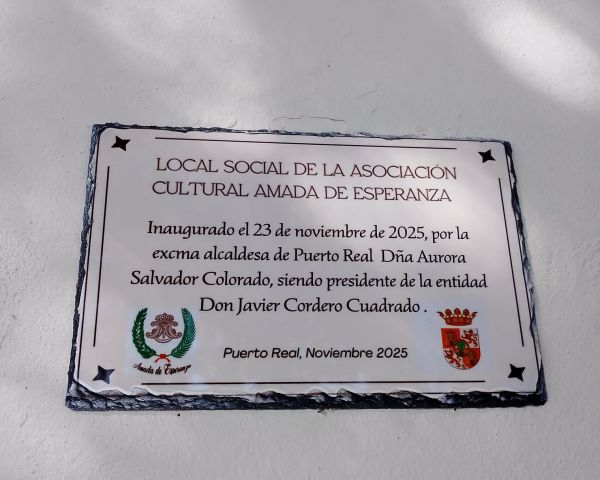 LOCAL SOCIAL DE LA ASOCIACIÓN
CULTURAL AMADA DE ESPERANZA
Inaugurado el 23 de noviembre de 2025, por la
excma alcaldesa de Puerto Real Dña Aurora
Salvador Colorado, siendo presidente de la entidad
Don Javier Cordero Cuadrado .
Amada de Esperanza
Puerto Real, Noviembre 2025